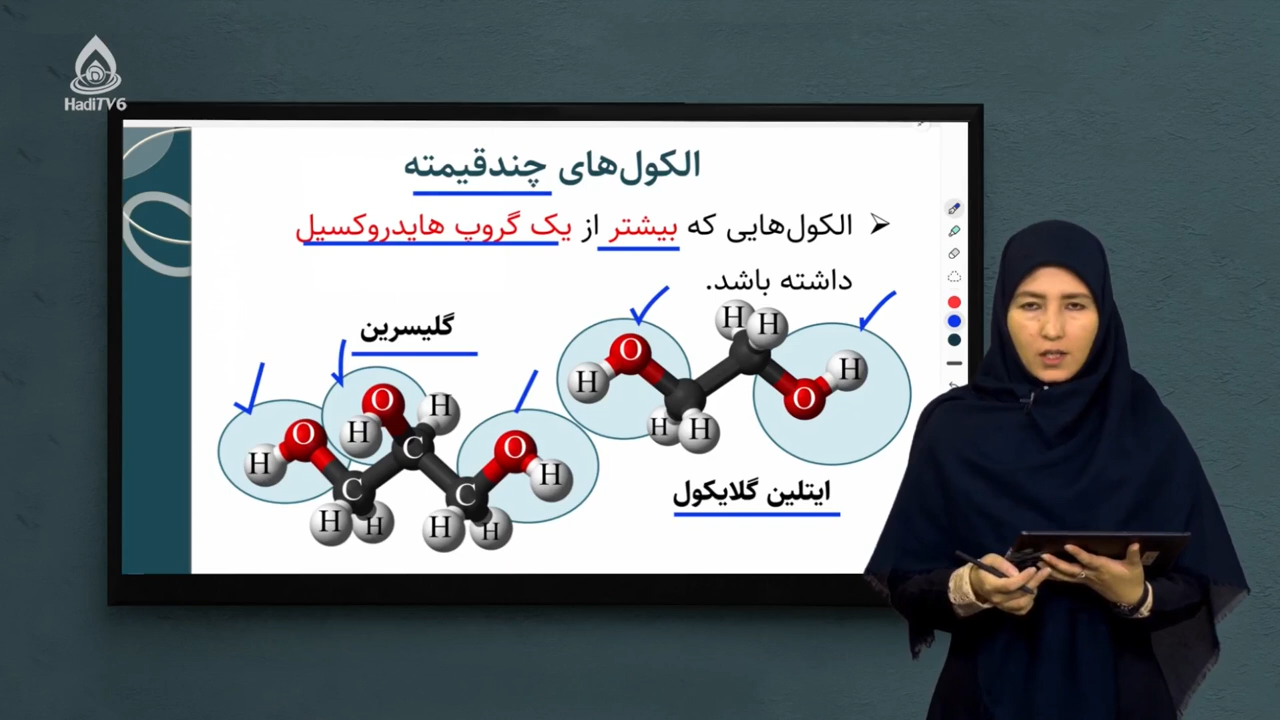 HadiTV6
الکول‌های چندقیمته
الکول‌هایی که بیشتر از یک گروپ هایدروکسیل
داشته باشد.
گلیسرین
H O H O H C C C O H H H H H
ایتلین گلایکول
H O H H H H O H